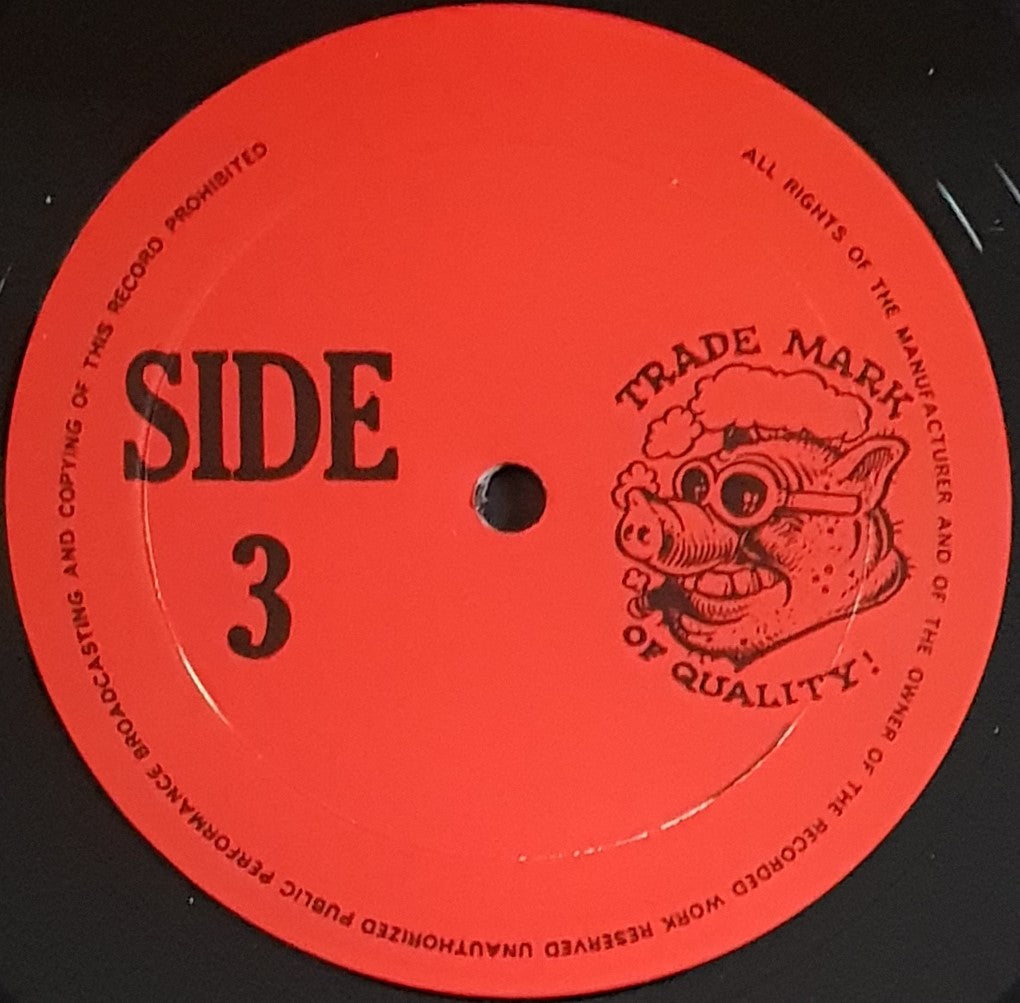 SIDE
3
TRADE MARK
OF QUALITY!
ALL RIGHTS OF THE MANUFACTURER AND OF THE OWNER OF THE RECORDED WORK RESERVED UNAUTHORIZED PUBLIC PERFORMANCE BROADCASTING AND COPYING OF THIS RECORD PROHIBITED